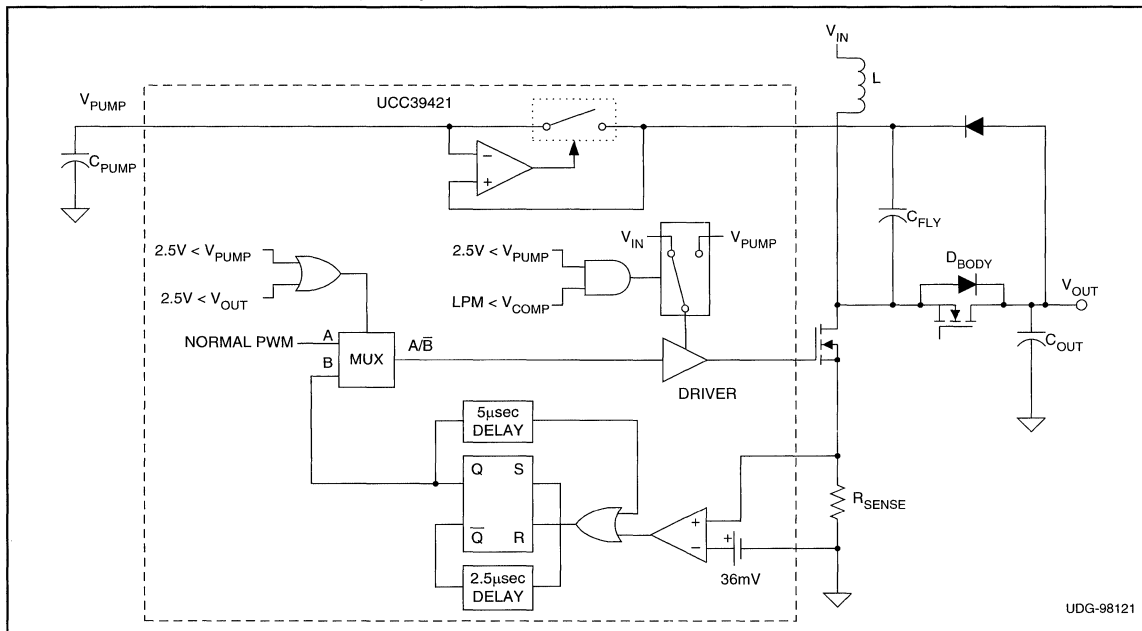 V_IN
L
V_PUMP
UCC39421
C_PUMP
−
+
C_FLY
2.5V < V_PUMP
2.5V < V_OUT
V_IN
V_PUMP
2.5V < V_PUMP
LPM < V_COMP
D_BODY
V_OUT
C_OUT
NORMAL PWM
A
B
MUX
A/B̅
DRIVER
5μsec
DELAY
Q
S
Q̅
R
2.5μsec
DELAY
+
−
+
36mV
R_SENSE
UDG-98121